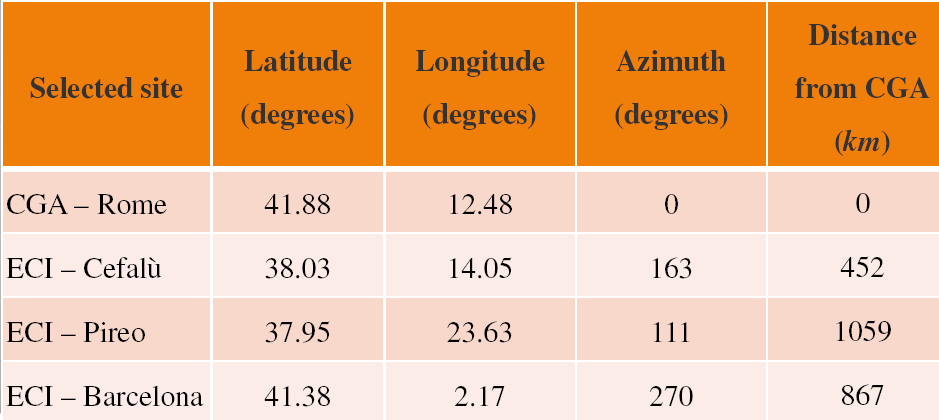 Selected site Latitude (degrees) Longitude (degrees) Azimuth (degrees) Distance from CGA (km)
CGA – Rome 41.88 12.48 0 0
ECI – Cefalù 38.03 14.05 163 452
ECI – Pireo 37.95 23.63 111 1059
ECI – Barcelona 41.38 2.17 270 867